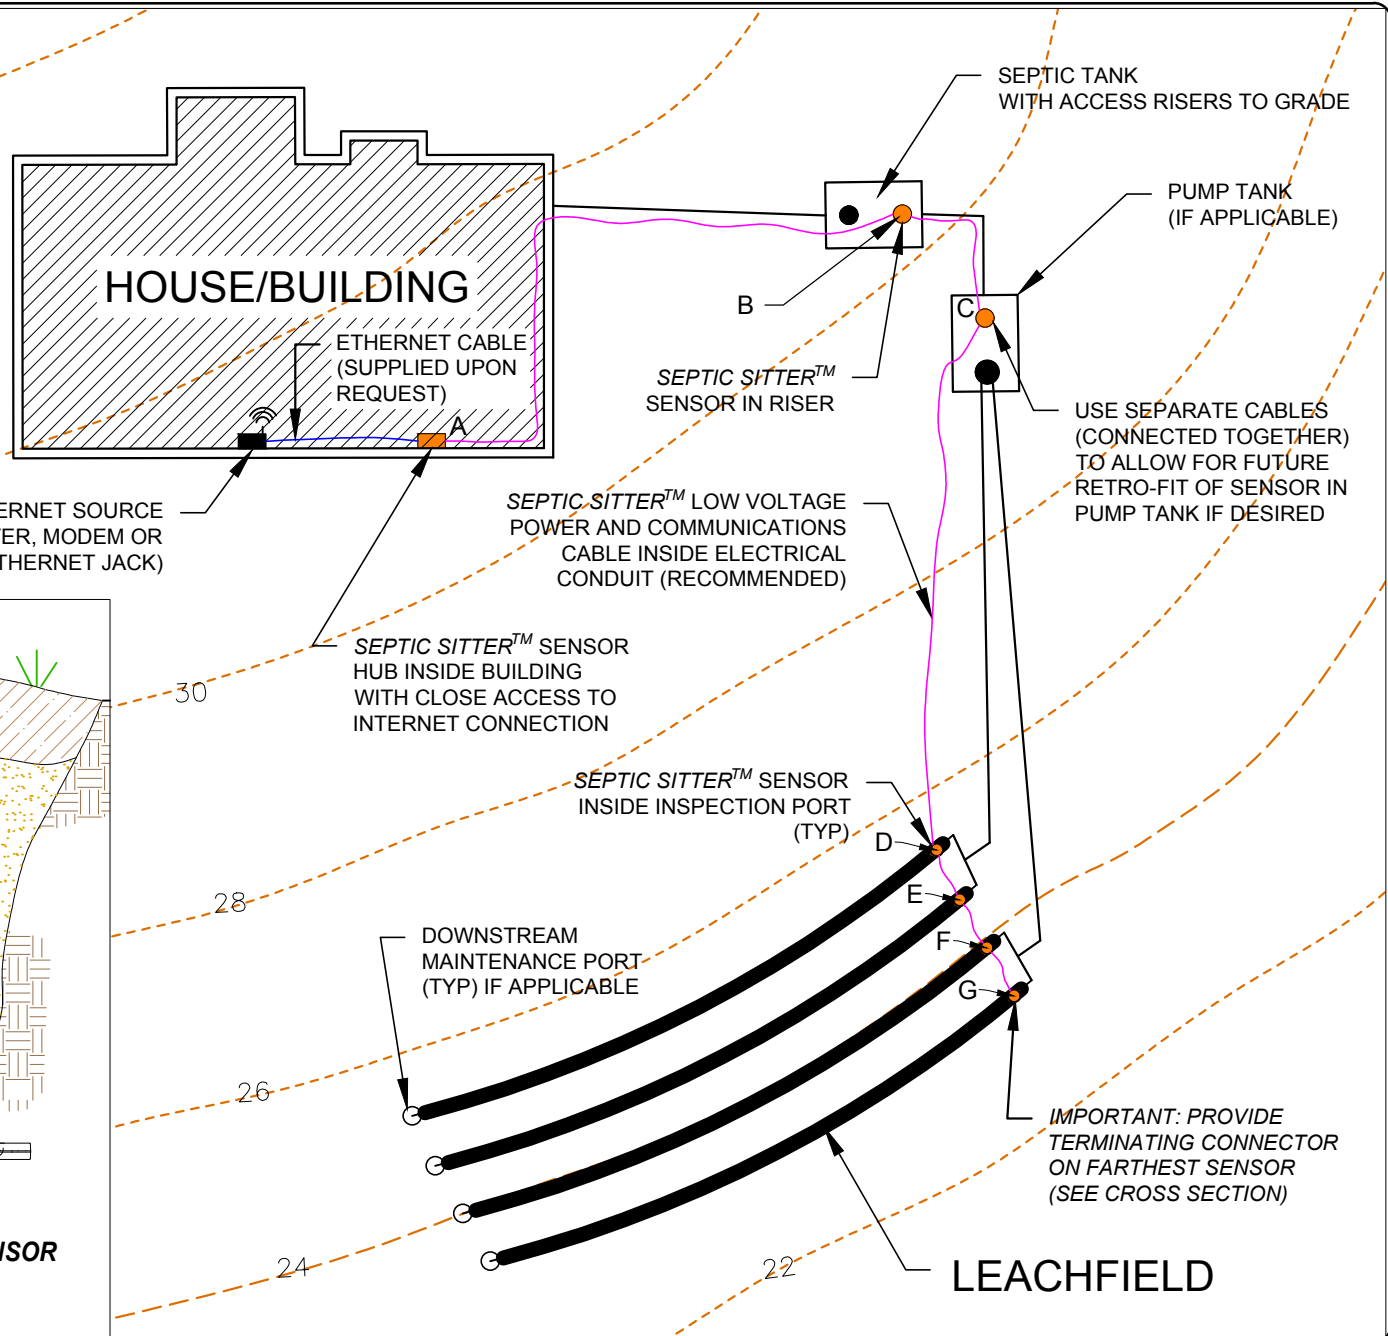 SEPTIC TANK
WITH ACCESS RISERS TO GRADE
PUMP TANK
(IF APPLICABLE)
HOUSE/BUILDING
B
C
ETHERNET CABLE
(SUPPLIED UPON
REQUEST)
A
SEPTIC SITTER™
SENSOR IN RISER
USE SEPARATE CABLES
(CONNECTED TOGETHER)
TO ALLOW FOR FUTURE
RETRO-FIT OF SENSOR IN
PUMP TANK IF DESIRED
SOURCE
MODEM OR
JACK)
SEPTIC SITTER™ LOW VOLTAGE
POWER AND COMMUNICATIONS
CABLE INSIDE ELECTRICAL
CONDUIT (RECOMMENDED)
SEPTIC SITTER™ SENSOR
HUB INSIDE BUILDING
WITH CLOSE ACCESS TO
INTERNET CONNECTION
30
SEPTIC SITTER™ SENSOR
INSIDE INSPECTION PORT
(TYP)
D
E
F
G
28
DOWNSTREAM
MAINTENANCE PORT
(TYP) IF APPLICABLE
26
IMPORTANT: PROVIDE
TERMINATING CONNECTOR
ON FARTHEST SENSOR
(SEE CROSS SECTION)
24
22
LEACHFIELD